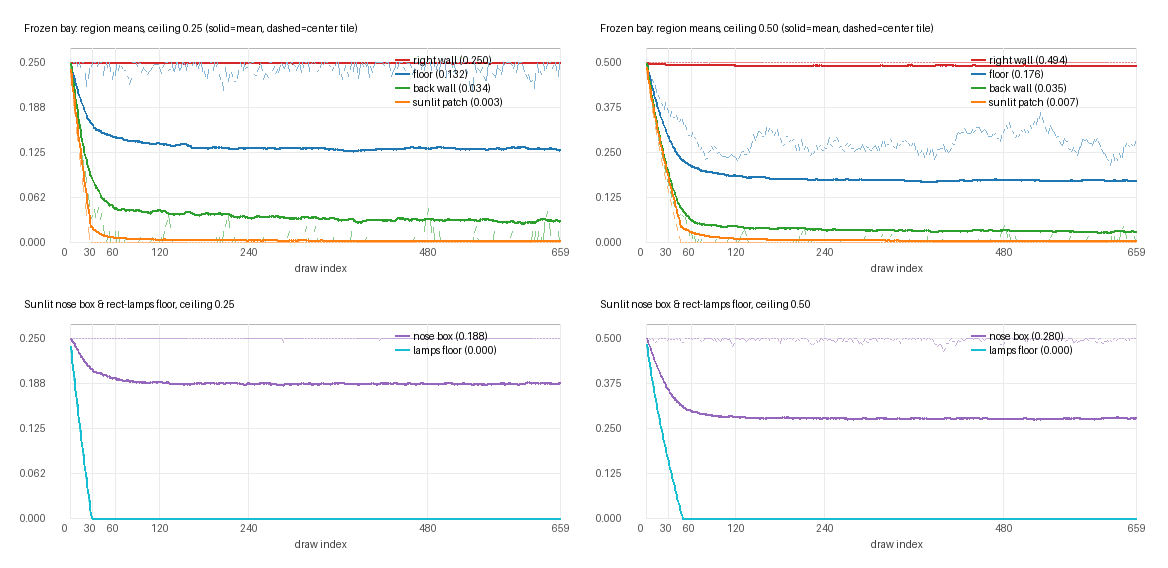 Frozen bay: region means, ceiling 0.25 (solid=mean, dashed=center tile)
0.250
0.188
0.125
0.062
0.000
right wall (0.250)
floor (0.132)
back wall (0.034)
sunlit patch (0.003)
0 30 60 120 240 480 659
draw index
Frozen bay: region means, ceiling 0.50 (solid=mean, dashed=center tile)
0.500
0.375
0.250
0.125
0.000
right wall (0.494)
floor (0.176)
back wall (0.035)
sunlit patch (0.007)
0 30 60 120 240 480 659
draw index
Sunlit nose box & rect-lamps floor, ceiling 0.25
0.250
0.188
0.125
0.062
0.000
nose box (0.188)
lamps floor (0.000)
0 30 60 120 240 480 659
draw index
Sunlit nose box & rect-lamps floor, ceiling 0.50
0.500
0.375
0.250
0.125
0.000
nose box (0.280)
lamps floor (0.000)
0 30 60 120 240 480 659
draw index